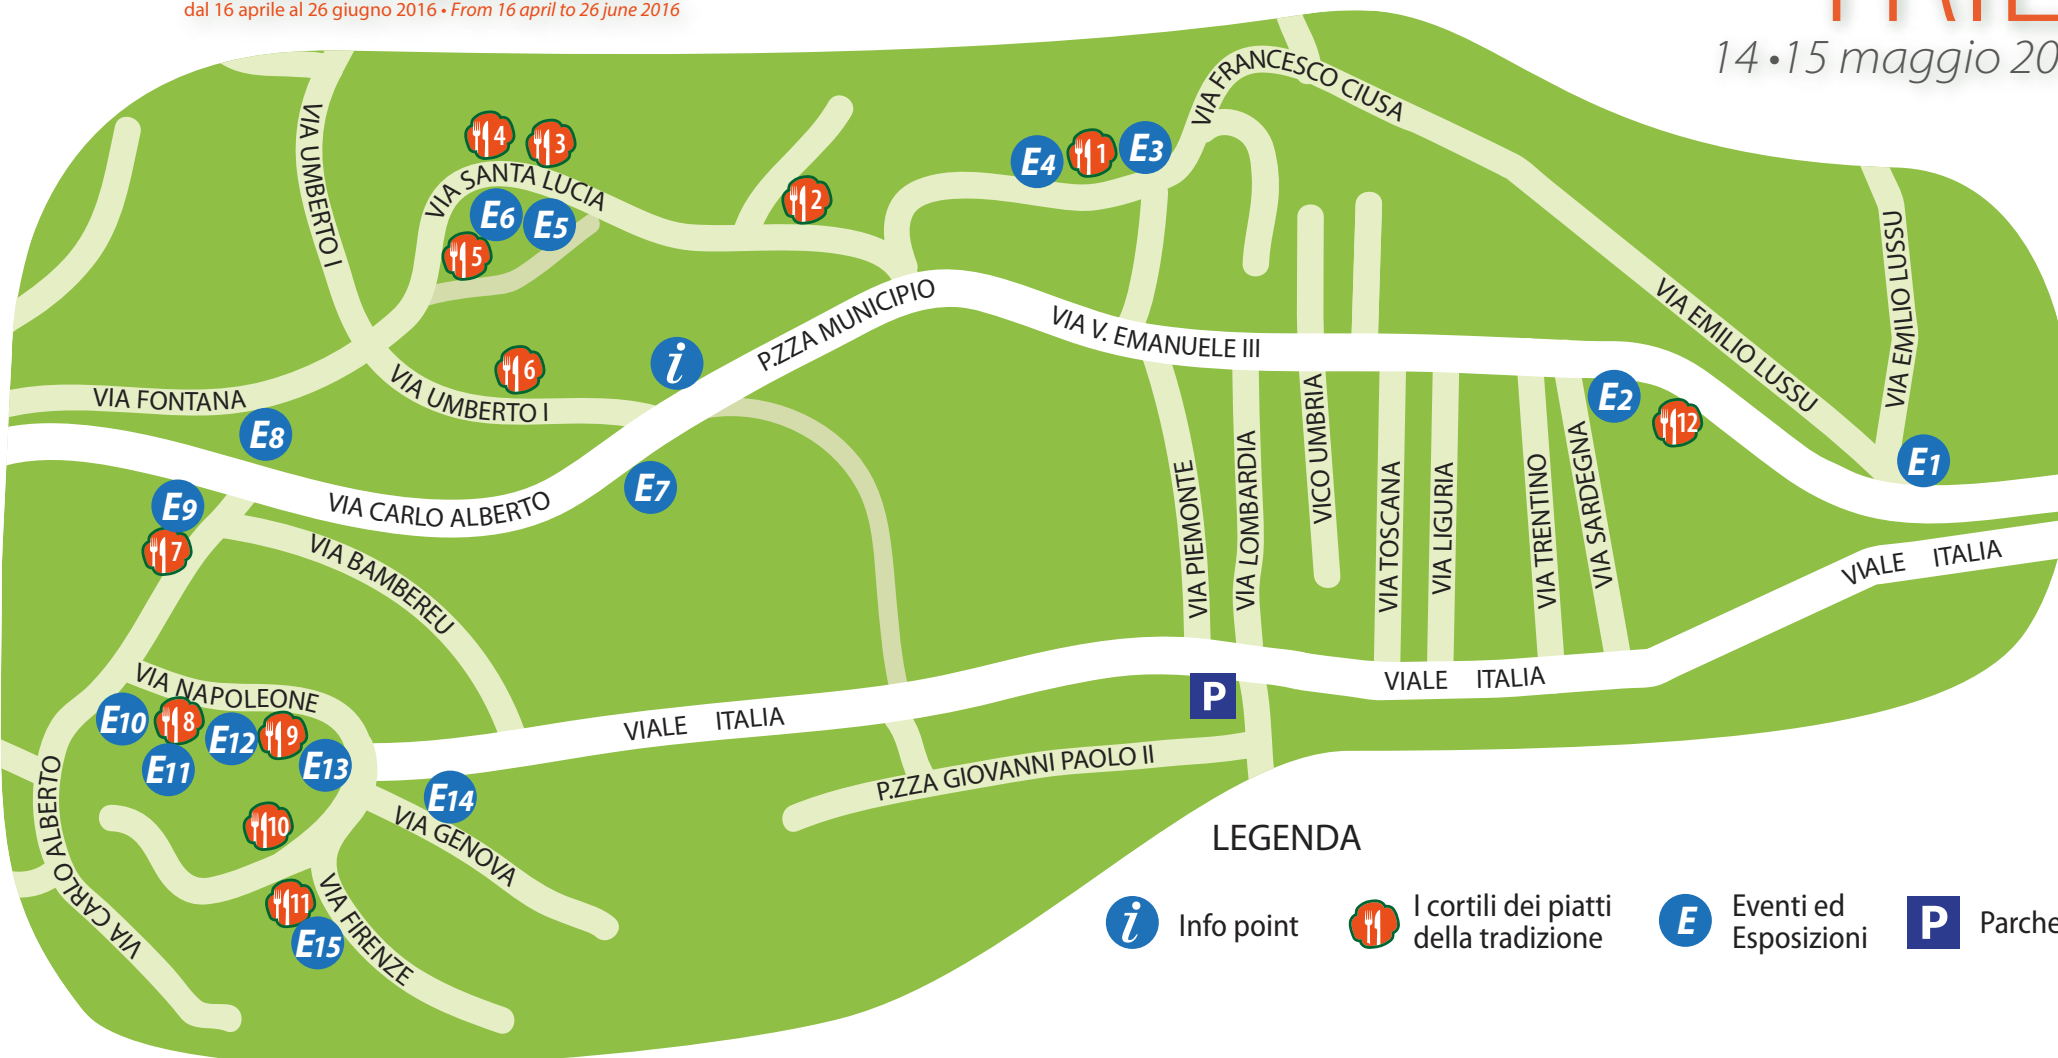 dal 16 aprile al 26 giugno 2016 • From 16 april to 26 june 2016
14 •15 maggio 20
VIA FRANCESCO CIUSA
VIA UMBERTO I
4
3
VIA SANTA LUCIA
E4
1
E3
2
E6
E5
5
VIA EMILIO LUSSU
VIA EMILIO LUSSU
P.ZZA MUNICIPIO
VIA V. EMANUELE III
i
6
VIA UMBERTO I
VIA FONTANA
E8
E2
12
E1
E7
E9
7
VIA CARLO ALBERTO
VIA BAMBEREU
VIA PIEMONTE
VIA LOMBARDIA
VICO UMBRIA
VIA TOSCANA
VIA LIGURIA
VIA TRENTINO
VIA SARDEGNA
VIALE ITALIA
VIALE ITALIA
VIALE ITALIA
P
VIA NAPOLEONE
E10
8
E12
9
E13
E11
E14
10
P.ZZA GIOVANNI PAOLO II
VIA GENOVA
VIA CARLO ALBERTO
11
E15
VIA FIRENZE
LEGENDA
i
Info point
I cortili dei piatti
della tradizione
E
Eventi ed
Esposizioni
P
Parche